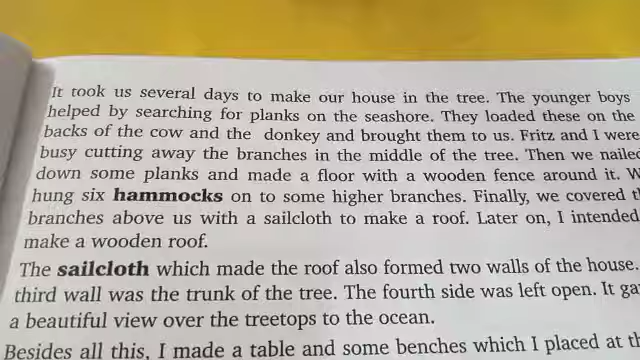 It took us several days to make our house in the tree. The younger boys
helped by searching for planks on the seashore. They loaded these on the
backs of the cow and the donkey and brought them to us. Fritz and I were
busy cutting away the branches in the middle of the tree. Then we nailed
down some planks and made a floor with a wooden fence around it.
hung six hammocks on to some higher branches. Finally, we covered
branches above us with a sailcloth to make a roof. Later on, I intended
make a wooden roof.
The sailcloth which made the roof also formed two walls of the house.
third wall was the trunk of the tree. The fourth side was left open. It
a beautiful view over the treetops to the ocean.
Besides all this, I made a table and some benches which I placed at